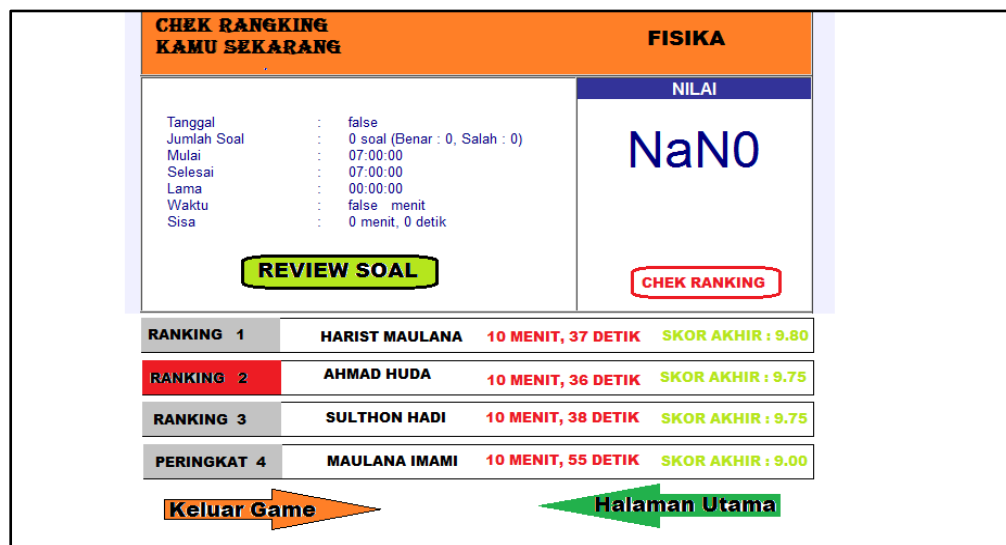 CHEK RANGKING
KAMU SEKARANG
FISIKA
NILAI
NaN0
Tanggal : false
Jumlah Soal : 0 soal (Benar : 0, Salah : 0)
Mulai : 07:00:00
Selesai : 07:00:00
Lama : 00:00:00
Waktu : false menit
Sisa : 0 menit, 0 detik
REVIEW SOAL
CHEK RANKING
RANKING 1 HARIST MAULANA 10 MENIT, 37 DETIK SKOR AKHIR : 9.80
RANKING 2 AHMAD HUDA 10 MENIT, 36 DETIK SKOR AKHIR : 9.75
RANKING 3 SULTHON HADI 10 MENIT, 38 DETIK SKOR AKHIR : 9.75
PERINGKAT 4 MAULANA IMAMI 10 MENIT, 55 DETIK SKOR AKHIR : 9.00
Keluar Game
Halaman Utama